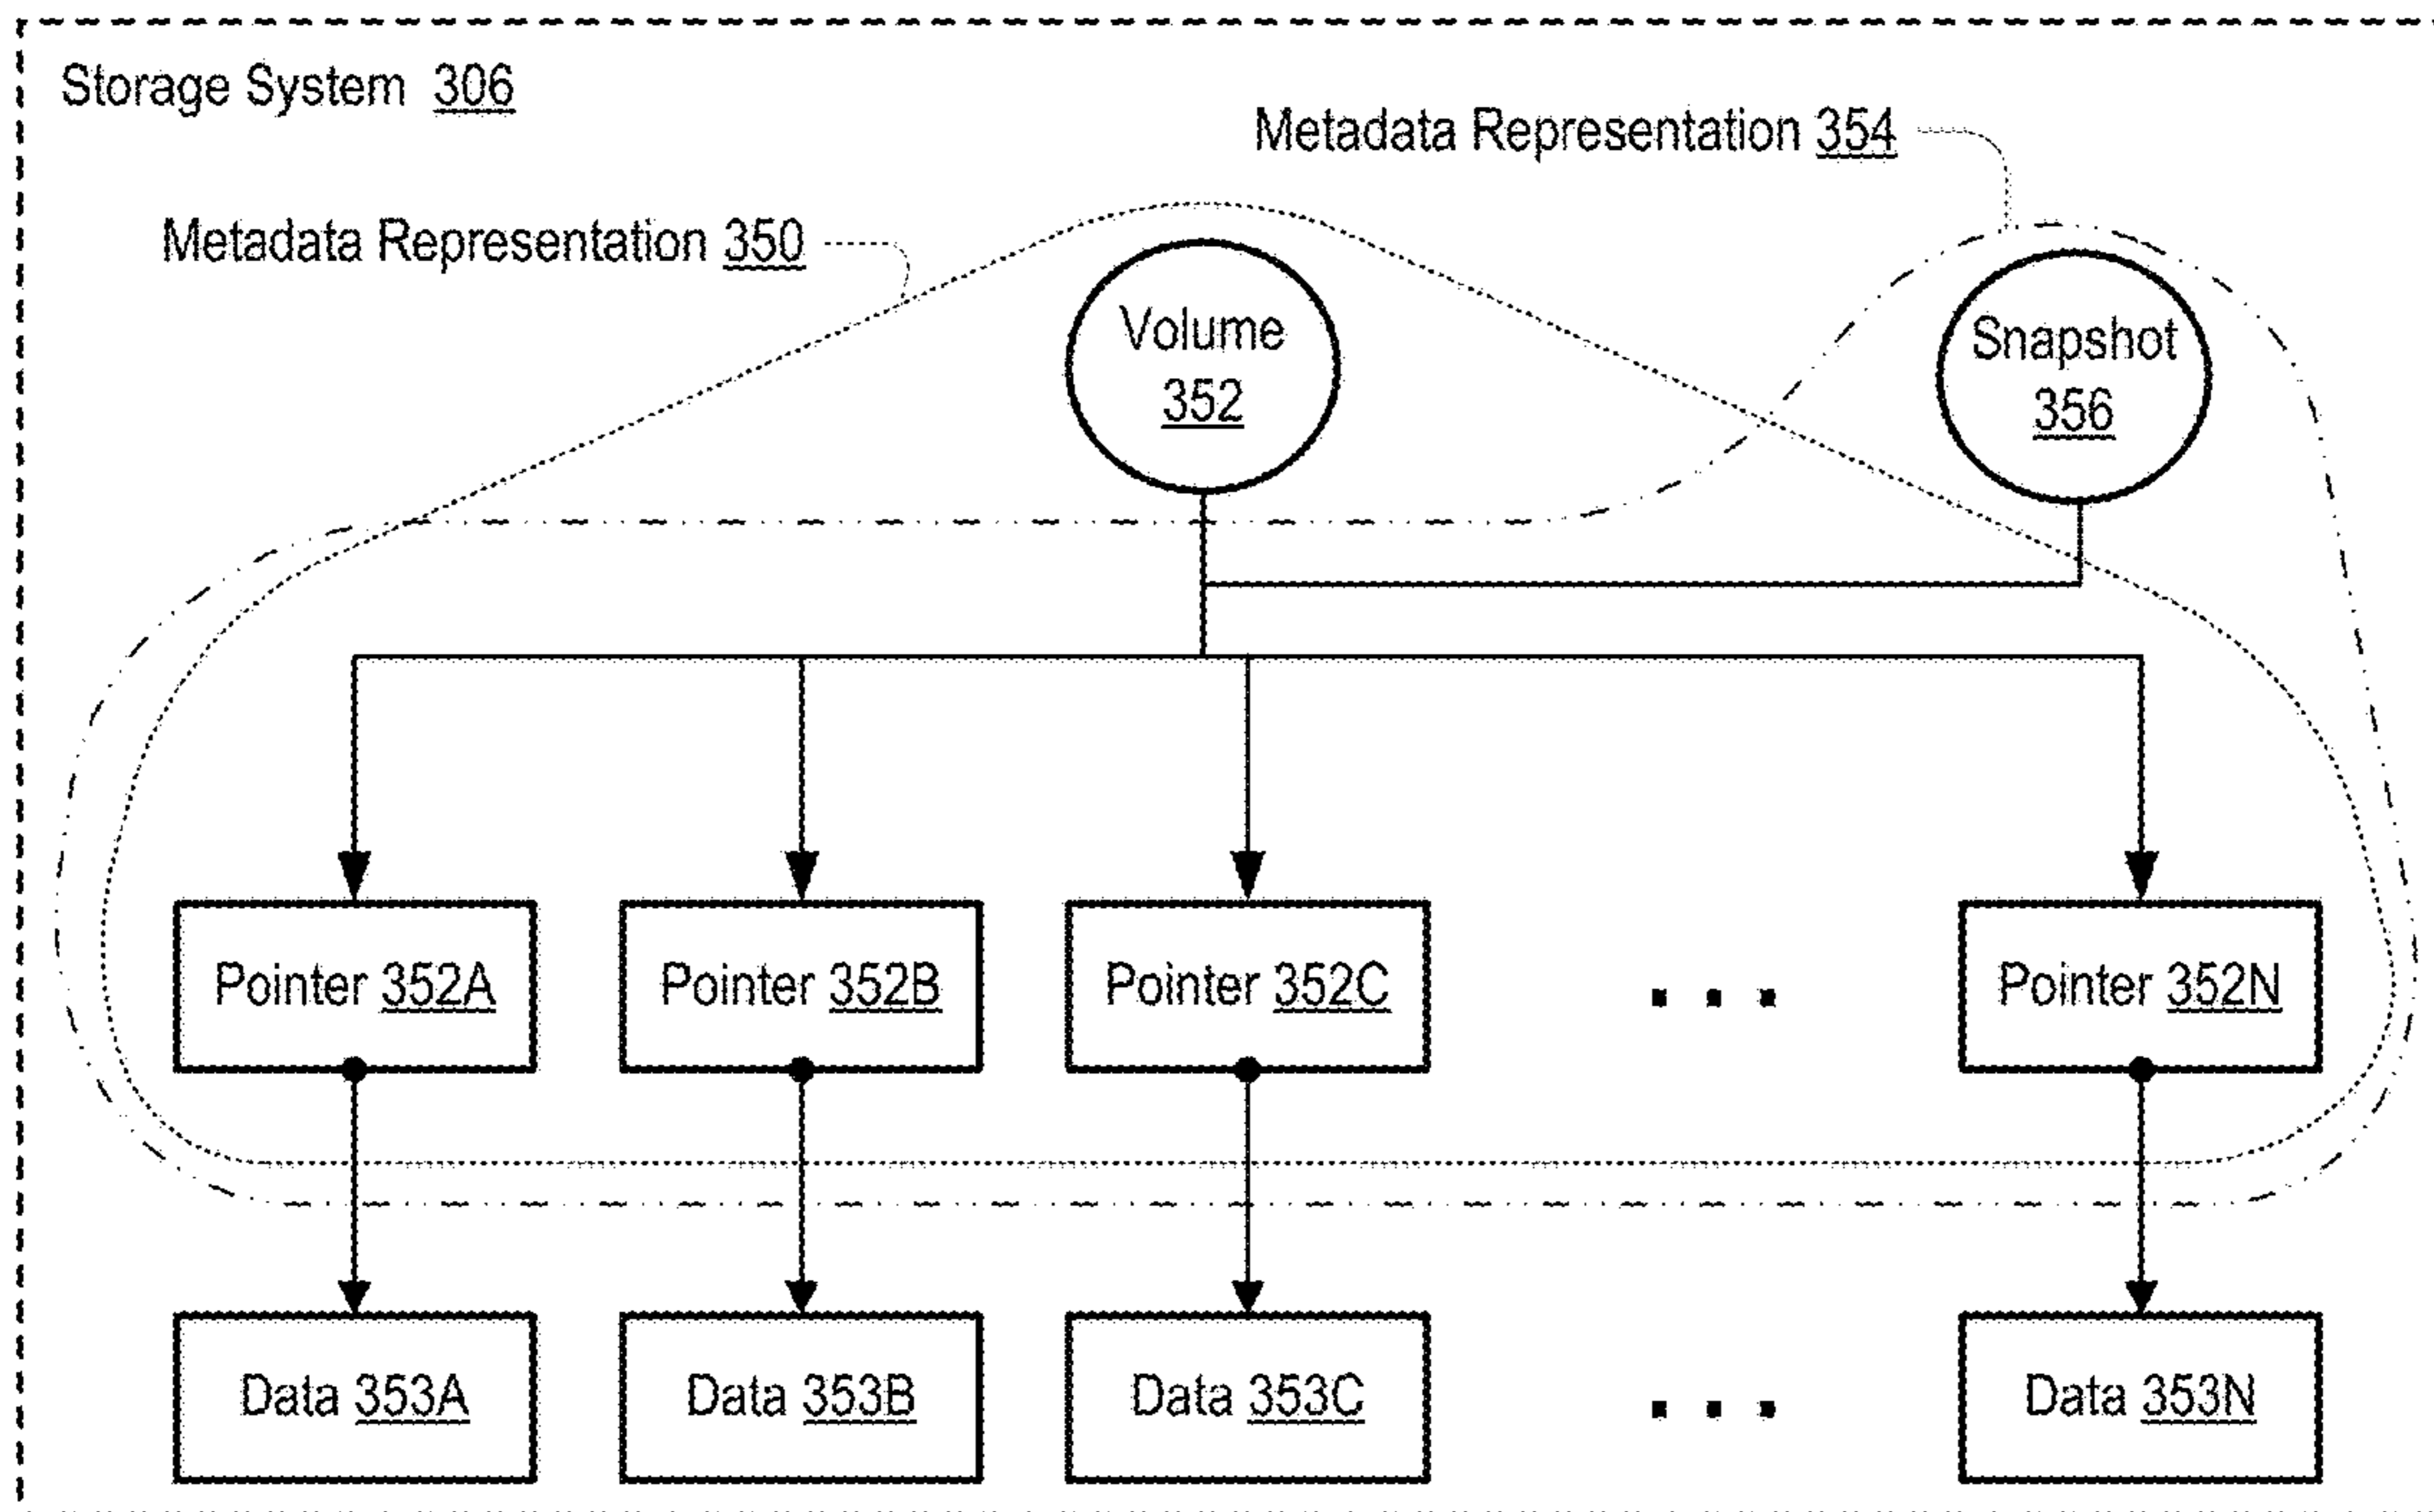 Storage System 306
Metadata Representation 354
Metadata Representation 350
Volume
352
Snapshot
356
Pointer 352A
Pointer 352B
Pointer 352C
. . .
Pointer 352N
Data 353A
Data 353B
Data 353C
. . .
Data 353N